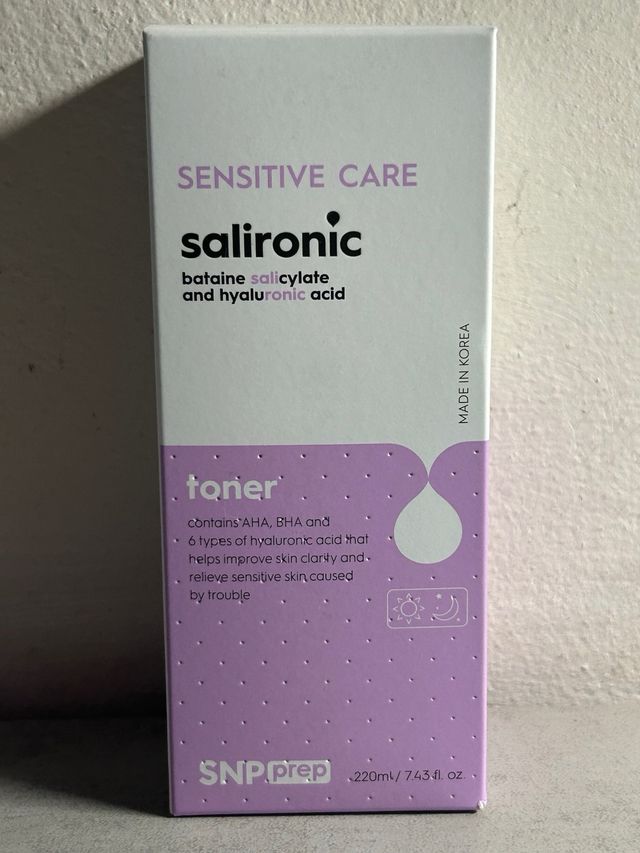 SENSITIVE CARE
salironic
bataine salicylate
and hyaluronic acid
MADE IN KOREA
toner
contains AHA, BHA and
6 types of hyaluronic acid that
helps improve skin clarity and
relieve sensitive skin caused
by trouble
SNP prep
220ml / 7.43 fl. oz.